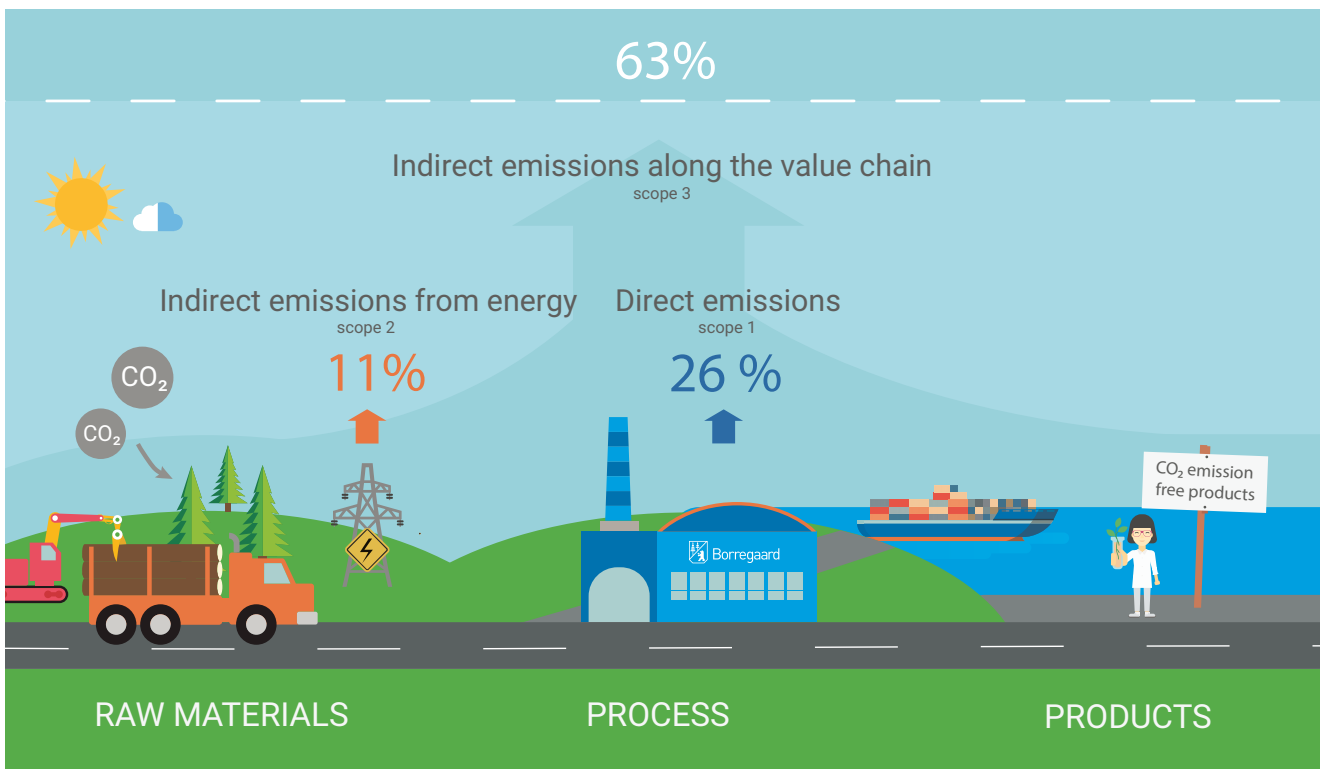 63%
Indirect emissions along the value chain
scope 3
Indirect emissions from energy
scope 2
11%
Direct emissions
scope 1
26 %
CO₂
CO₂
CO₂ emission
free products
Borregaard
RAW MATERIALS
PROCESS
PRODUCTS